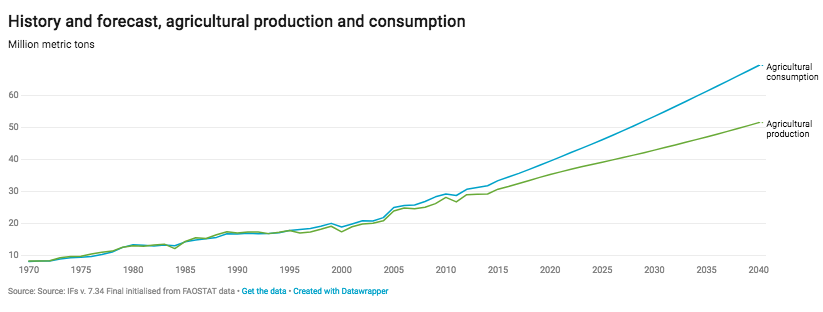 History and forecast, agricultural production and consumption
Million metric tons
Agricultural
consumption
60
50
Agricultural
production
40
30
20
10
1970 1975 1980 1985 1990 1995 2000 2005 2010 2015 2020 2025 2030 2035 2040
Source: Source: IFs v. 7.34 Final initialised from FAOSTAT data • Get the data • Created with Datawrapper